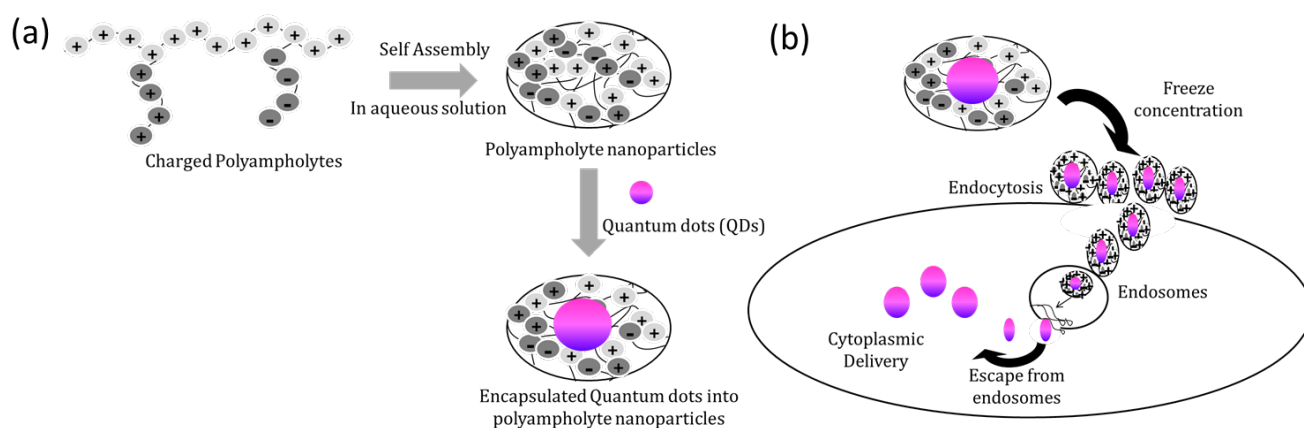 (a)
Self Assembly
In aqueous solution
Charged Polyampholytes
Polyampholyte nanoparticles
Quantum dots (QDs)
Encapsulated Quantum dots into
polyampholyte nanoparticles
(b)
Freeze
concentration
Endocytosis
Endosomes
Cytoplasmic
Delivery
Escape from
endosomes